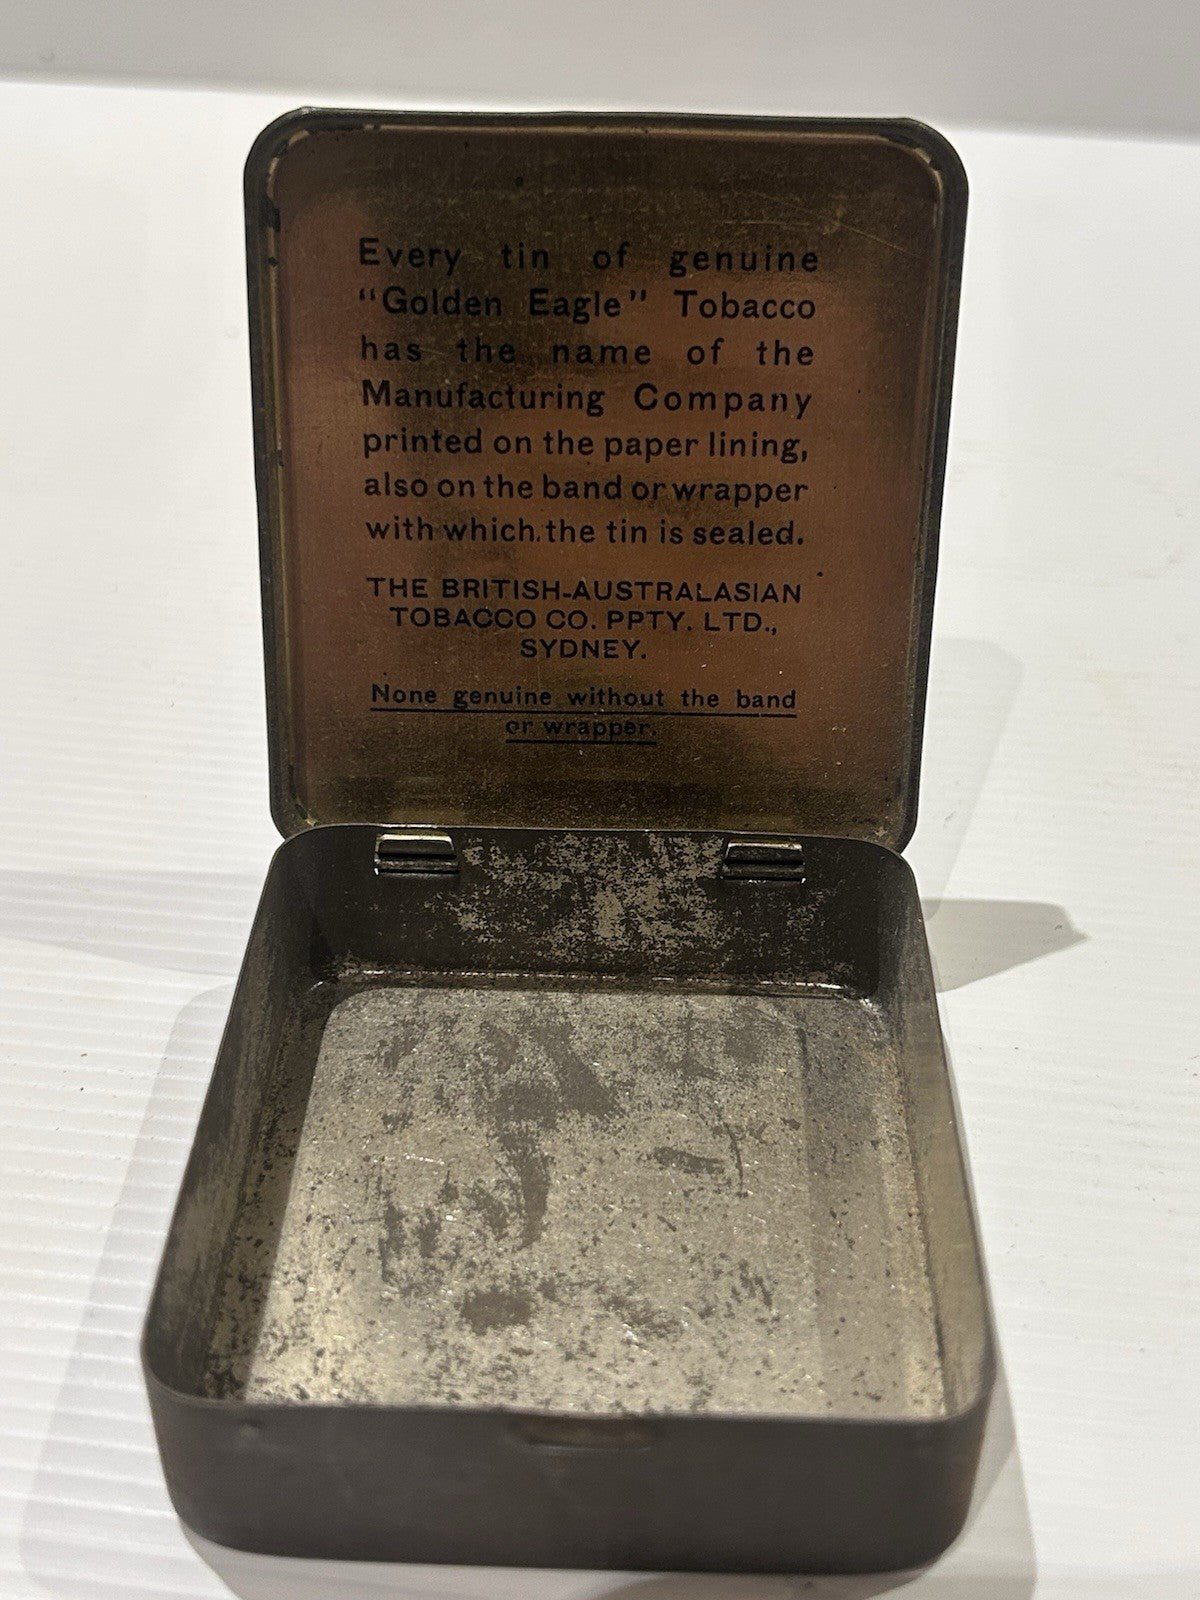 Every tin of genuine
"Golden Eagle" Tobacco
has the name of the
Manufacturing Company
printed on the paper lining,
also on the band or wrapper
with which the tin is sealed.
THE BRITISH-AUSTRALASIAN
TOBACCO CO. PPTY. LTD.,
SYDNEY.
None genuine without the band
or wrapper.